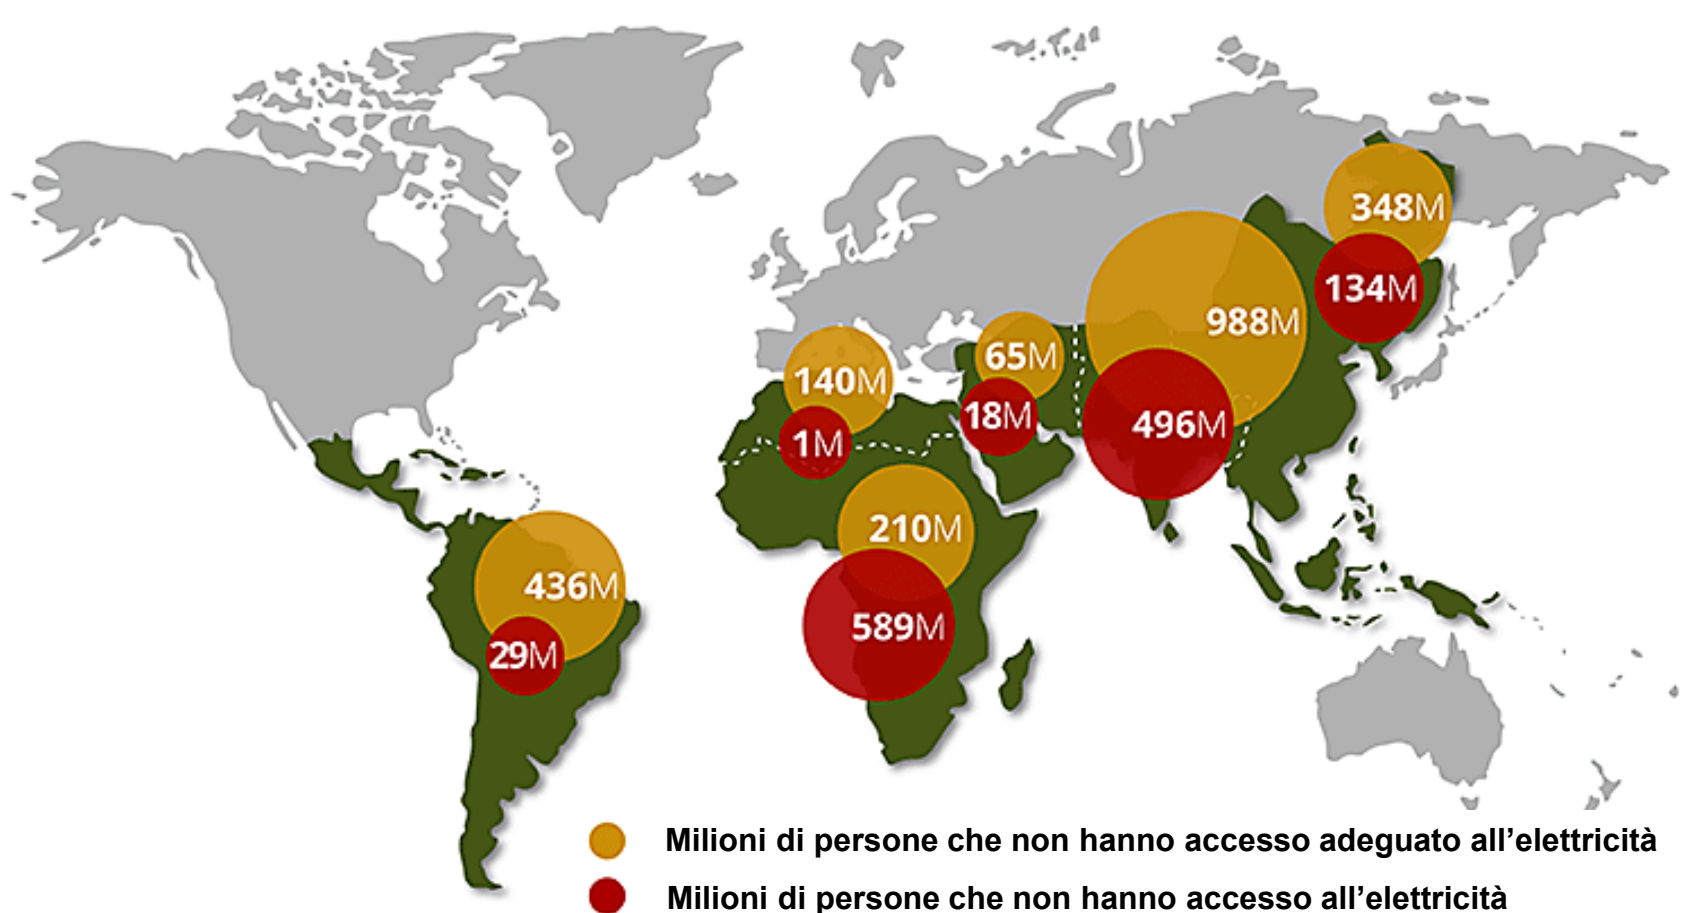 348M
134M
988M
65M
140M
18M
496M
1M
210M
436M
589M
29M
Milioni di persone che non hanno accesso adeguato all’elettricità
Milioni di persone che non hanno accesso all’elettricità